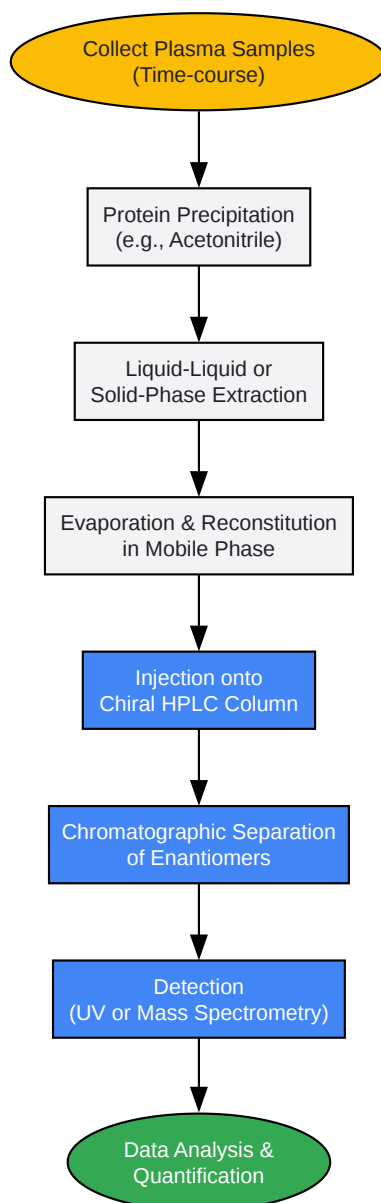 Collect Plasma Samples
(Time-course)
Protein Precipitation
(e.g., Acetonitrile)
Liquid-Liquid or
Solid-Phase Extraction
Evaporation & Reconstitution
in Mobile Phase
Injection onto
Chiral HPLC Column
Chromatographic Separation
of Enantiomers
Detection
(UV or Mass Spectrometry)
Data Analysis &
Quantification